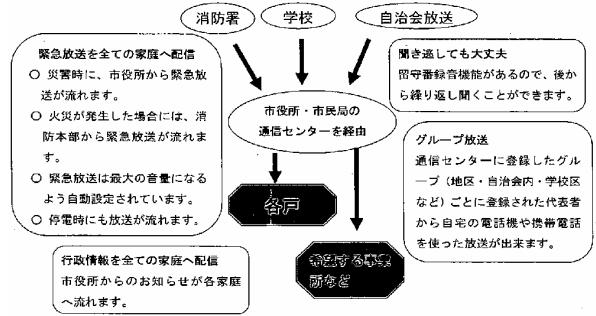 消防署
学校
自治会放送
緊急放送を全ての家庭へ配信
○ 災害時に、市役所から緊急放
送が流れます。
○ 火災が発生した場合には、消
防本部から緊急放送が流れま
す。
○ 緊急放送は最大の音量になる
よう自動設定されています。
○ 停電時にも放送が流れます。
聞き逃しても大丈夫
留守番録音機能があるので、後か
ら繰り返し聞くことができます。
市役所・市民局の
通信センターを経由
グループ放送
通信センターに登録したグル
ープ（地区・自治会内・学校区
など）ごとに登録された代表者
から自宅の電話機や携帯電話
を使った放送が出来ます。
各戸
行政情報を全ての家庭へ配信
市役所からのお知らせが各家庭
へ流れます。
希望する事業
所など